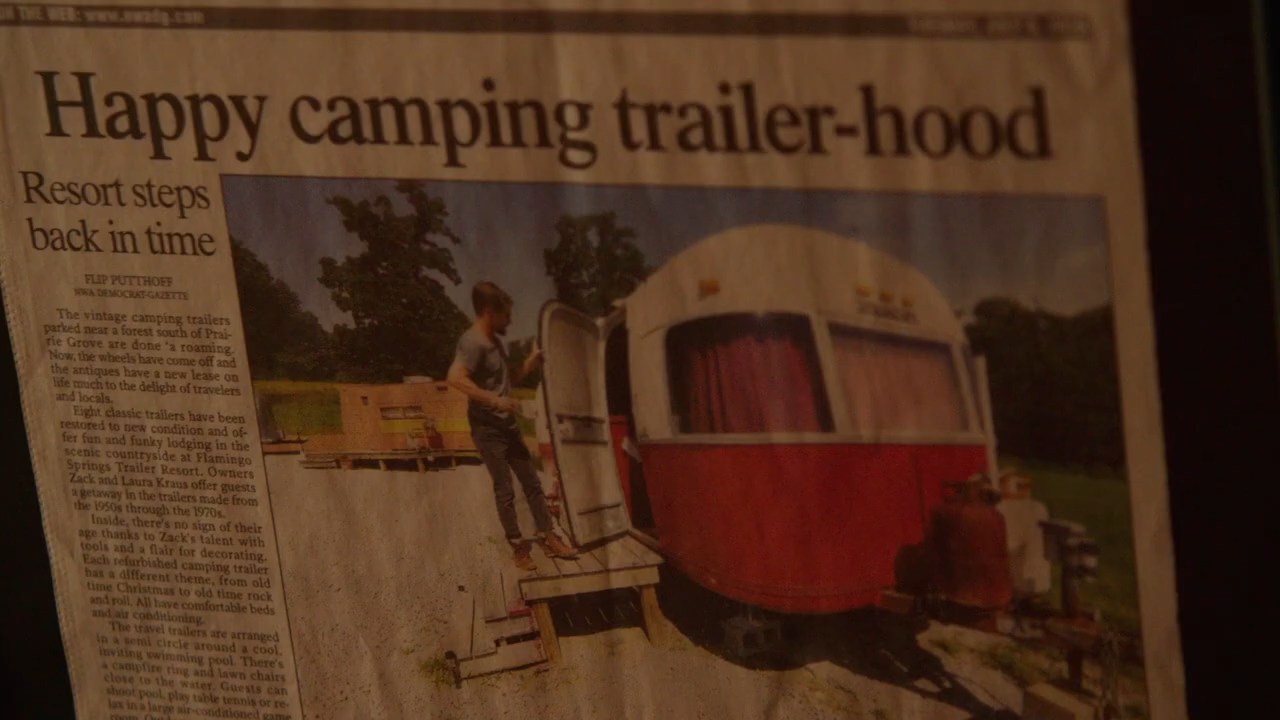 ON THE WEB: www.nwadg.com
Happy camping trailer-hood
Resort steps
back in time
FLIP PUTTHOFF
NWA DEMOCRAT-GAZETTE
The vintage camping trailers
parked near a forest south of Prai-
rie Grove are done 'a roaming.
Now, the wheels have come off and
the antiques have a new lease on
life much to the delight of travelers
and locals.
Eight classic trailers have been
restored to new condition and of-
fer fun and funky lodging in the
scenic countryside at Flamingo
Springs Trailer Resort. Owners
Zack and Laura Kraus offer guests
a getaway in the trailers made from
the 1950s through the 1970s.
Inside, there's no sign of their
age thanks to Zack's talent with
tools and a flair for decorating.
Each refurbished camping trailer
has a different theme, from old
time Christmas to old time rock
and roll. All have comfortable beds
and air conditioning.
The travel trailers are arranged
in a semi circle around a cool,
inviting swimming pool. There's
a campfire ring and lawn chairs
close to the water. Guests can
shoot pool, play table tennis or re-
lax in a large air-conditioned game
room.